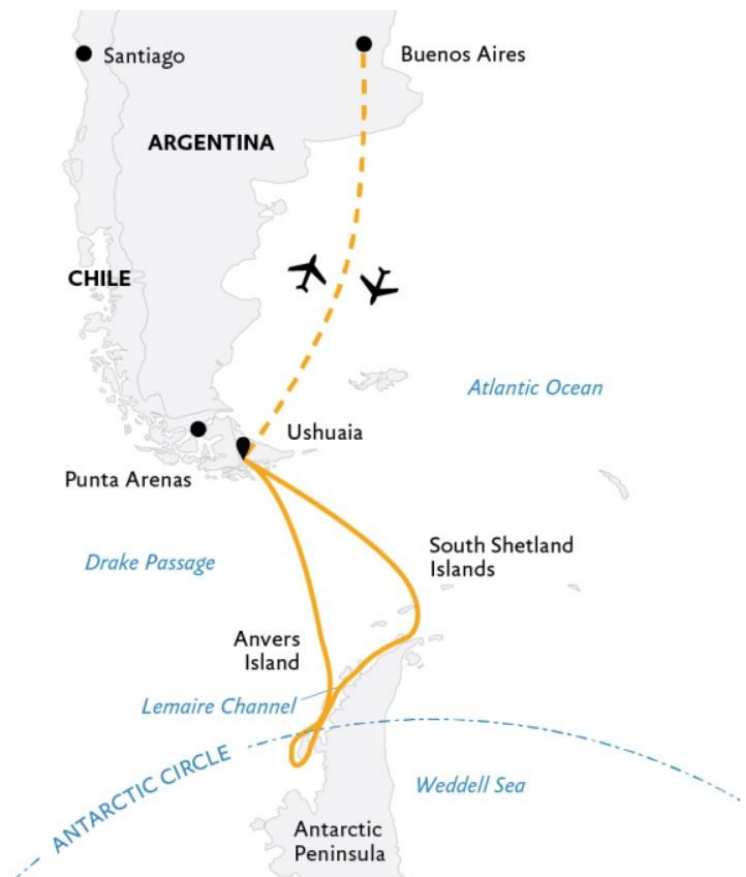 Santiago
Buenos Aires
ARGENTINA
CHILE
Atlantic Ocean
Ushuaia
Punta Arenas
Drake Passage
South Shetland
Islands
Anvers
Island
Lemaire Channel
ANTARCTIC CIRCLE
Weddell Sea
Antarctic
Peninsula